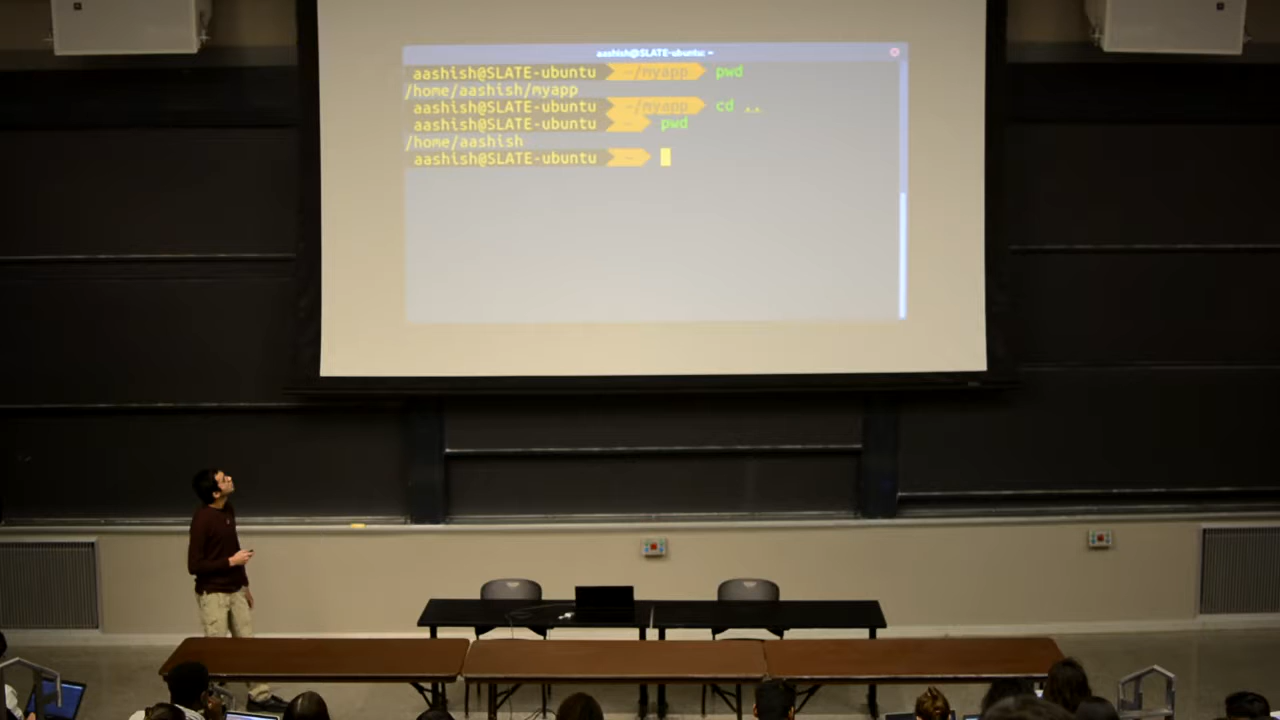 aashish@SLATE-ubuntu: ~
aashish@SLATE-ubuntu ~/myapp pwd
/home/aashish/myapp
aashish@SLATE-ubuntu ~/myapp cd ..
aashish@SLATE-ubuntu ~ pwd
/home/aashish
aashish@SLATE-ubuntu ~